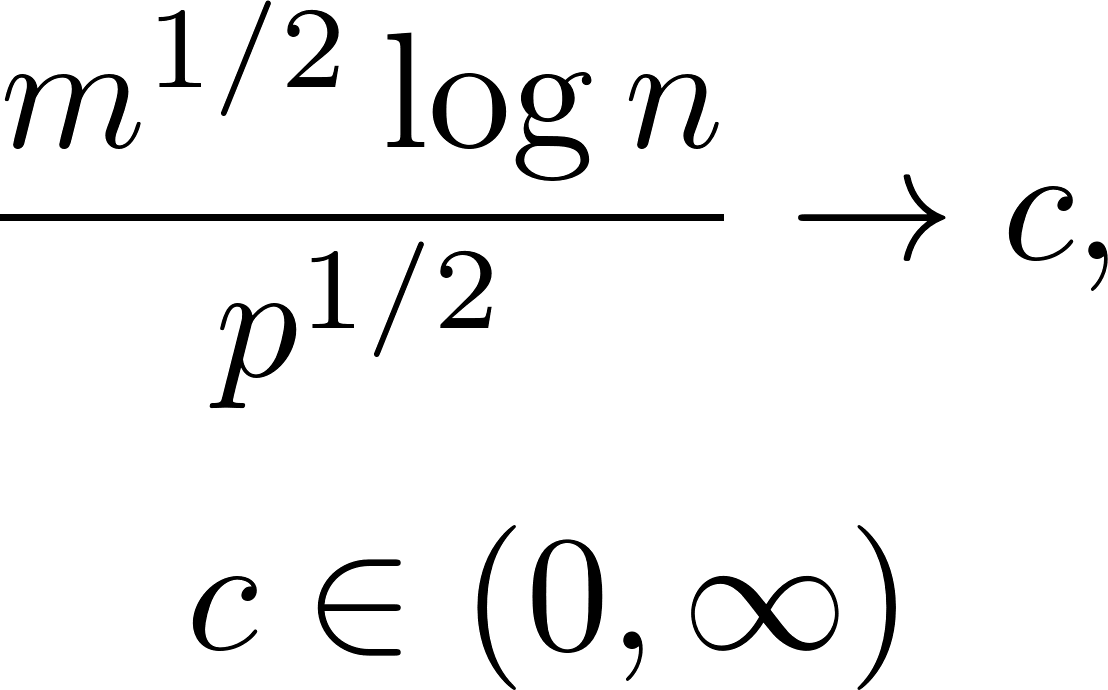 \frac{m^{1/2} \log n}{p^{1/2}} \to c,
c \in (0, \infty)